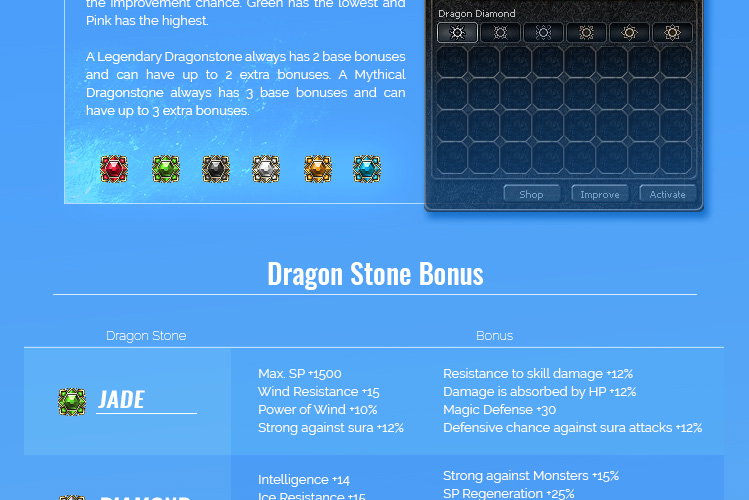 the improvement chance. Green has the lowest and
Pink has the highest.
A Legendary Dragonstone always has 2 base bonuses
and can have up to 2 extra bonuses. A Mythical
Dragonstone always has 3 base bonuses and can
have up to 3 extra bonuses.
Dragon Diamond
Shop
Improve
Activate
Dragon Stone Bonus
Dragon Stone
Bonus
JADE
Max. SP +1500
Wind Resistance +15
Power of Wind +10%
Strong against sura +12%
Resistance to skill damage +12%
Damage is absorbed by HP +12%
Magic Defense +30
Defensive chance against sura attacks +12%
DIAMOND
Intelligence +14
Ice Resistance +15
Strong against Monsters +15%
SP Regeneration +25%